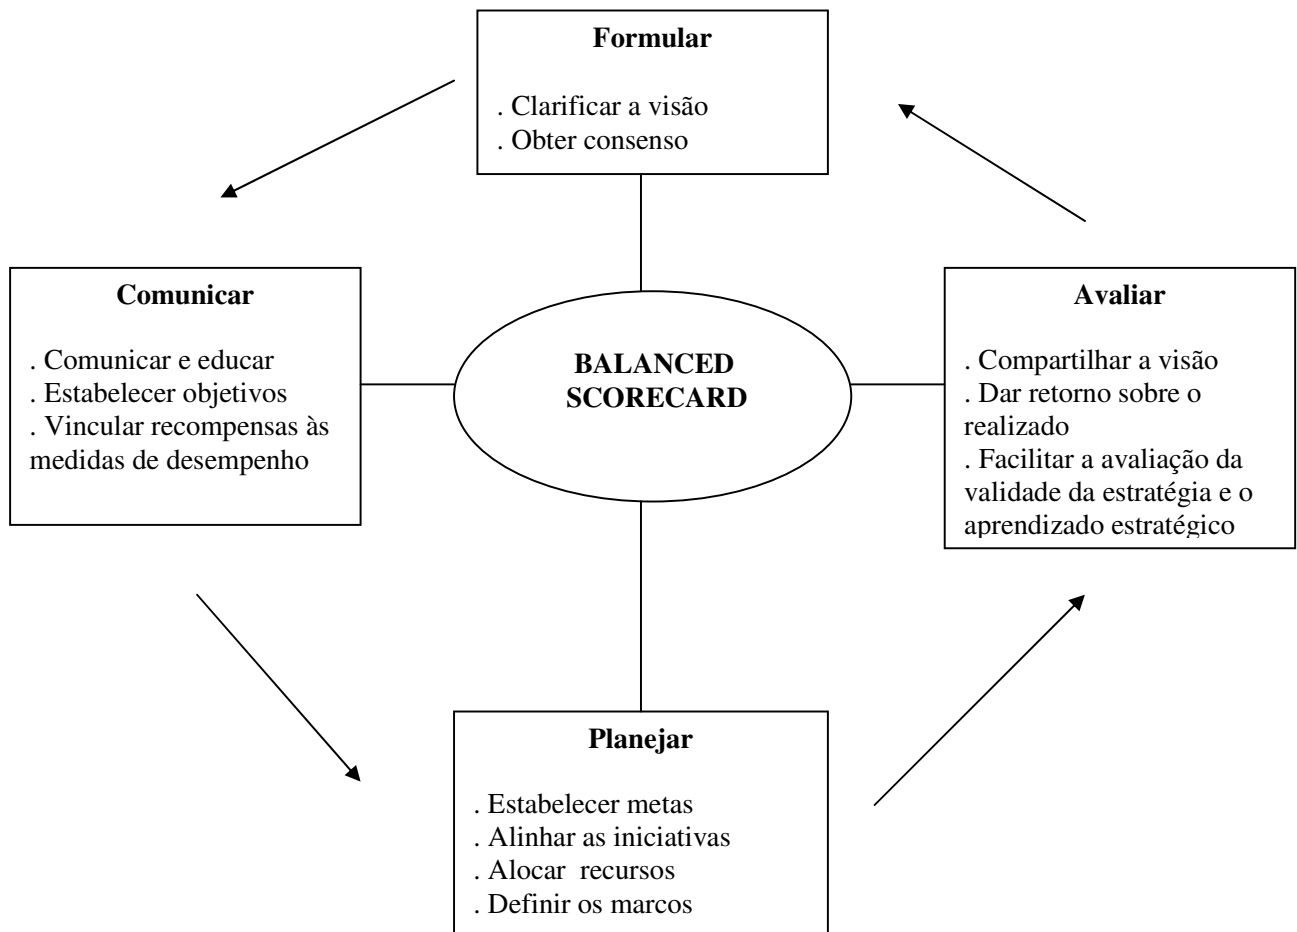 Formular
. Clarificar a visão
. Obter consenso
Comunicar
. Comunicar e educar
. Estabelecer objetivos
. Vincular recompensas às
medidas de desempenho
BALANCED
SCORECARD
Avaliar
. Compartilhar a visão
. Dar retorno sobre o
realizado
. Facilitar a avaliação da
validade da estratégia e o
aprendizado estratégico
Planejar
. Estabelecer metas
. Alinhar as iniciativas
. Alocar  recursos
. Definir os marcos